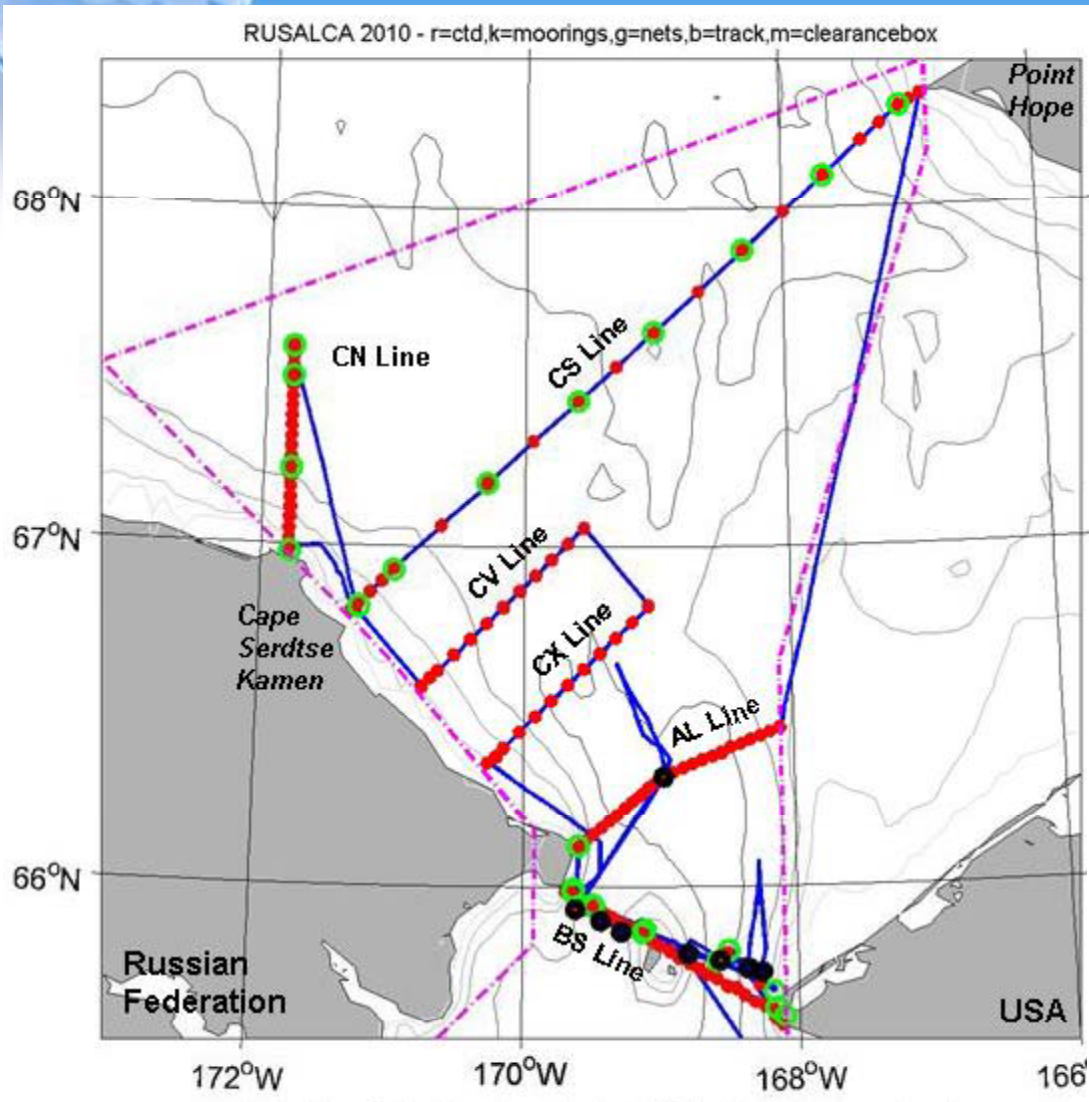 RUSALCA 2010 - r=ctd,k=moorings,g=nets,b=track,m=clearancebox
Point
Hope
68°N
CN Line
CS Line
67°N
CV Line
CX Line
Cape
Serdtse
Kamen
AL Line
66°N
BS Line
Russian
Federation
USA
172°W
170°W
168°W
166°